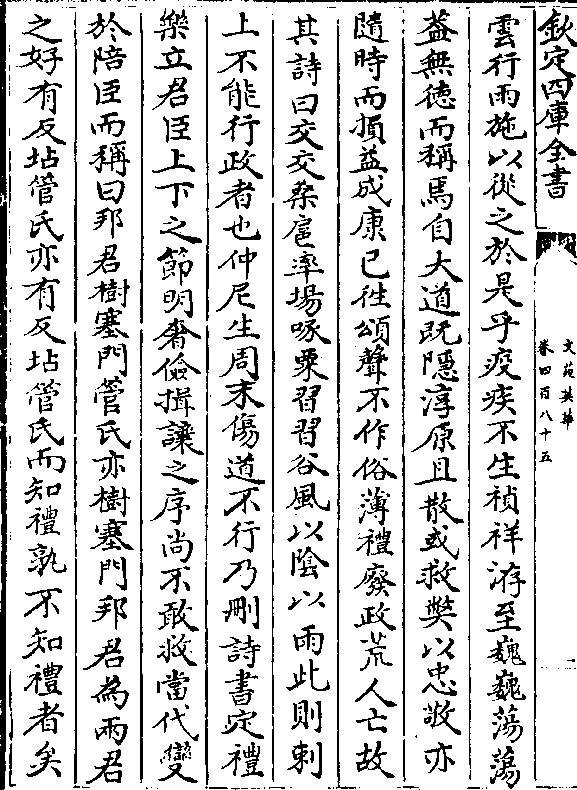 欽定四庫全書
文苑英華
卷四百八十五
雲行雨施以從之於是乎疫疾不生禎祥洊至巍巍蕩蕩
葢無徳而稱焉自大道既隱淳原且散或救獘以忠敬亦
隨時而損益成康已往頌聲不作俗薄禮廢政荒人亡故
其詩曰交交桑扈率場啄粟習習谷風以陰以雨此則刺
上不能行政者也仲尼生周末傷道不行乃刪詩書定禮
樂立君臣上下之節明奢儉揖讓之序尚不敢救當代變
於陪臣而稱曰邦君樹塞門管氏亦樹塞門邦君為兩君
之好有反坫管氏亦有反坫管氏而知禮孰不知禮者矣